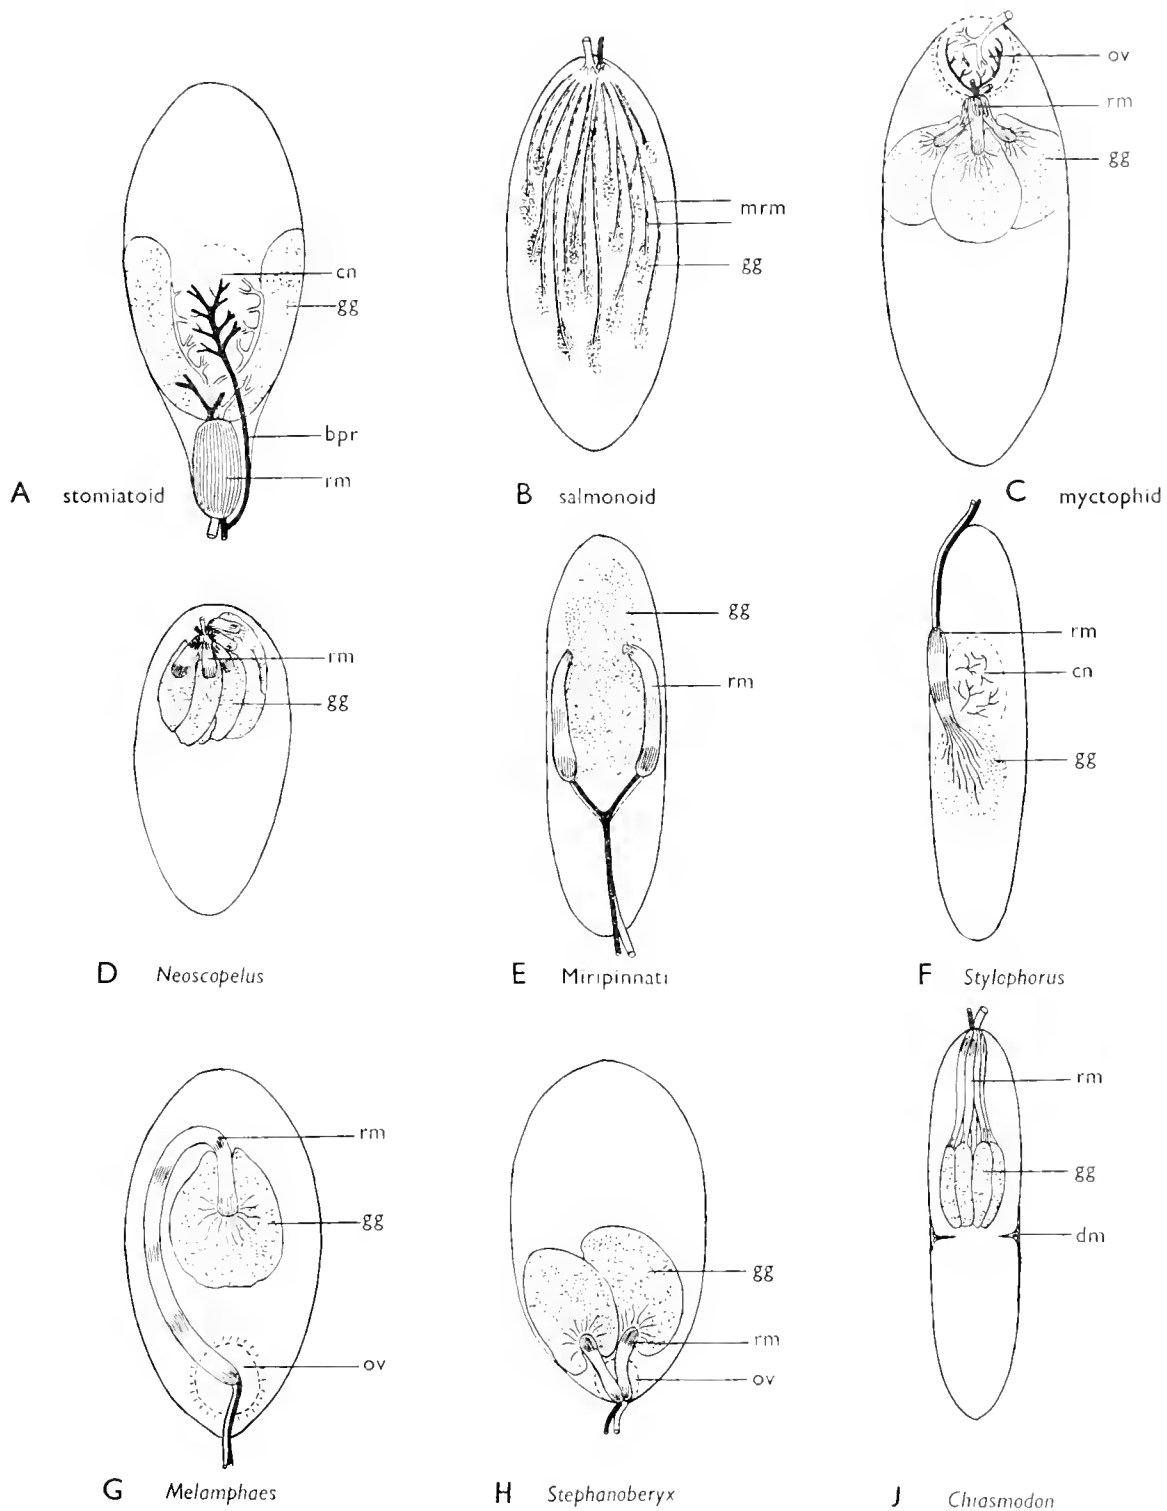 cn
gg
bpr
rm
A stomiatoid
mrm
gg
B salmonoid
ov
rm
gg
C myctophid
rm
gg
D Neoscopelus
gg
rm
E Miripinnati
rm
cn
gg
F Stylophorus
rm
gg
ov
G Melamphaes
gg
rm
ov
H Stephanoberyx
rm
gg
dm
J Chiasmodon